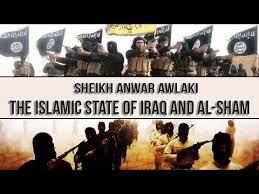 SHEIKH ANWAR AWLAKI
THE ISLAMIC STATE OF IRAQ AND AL-SHAM